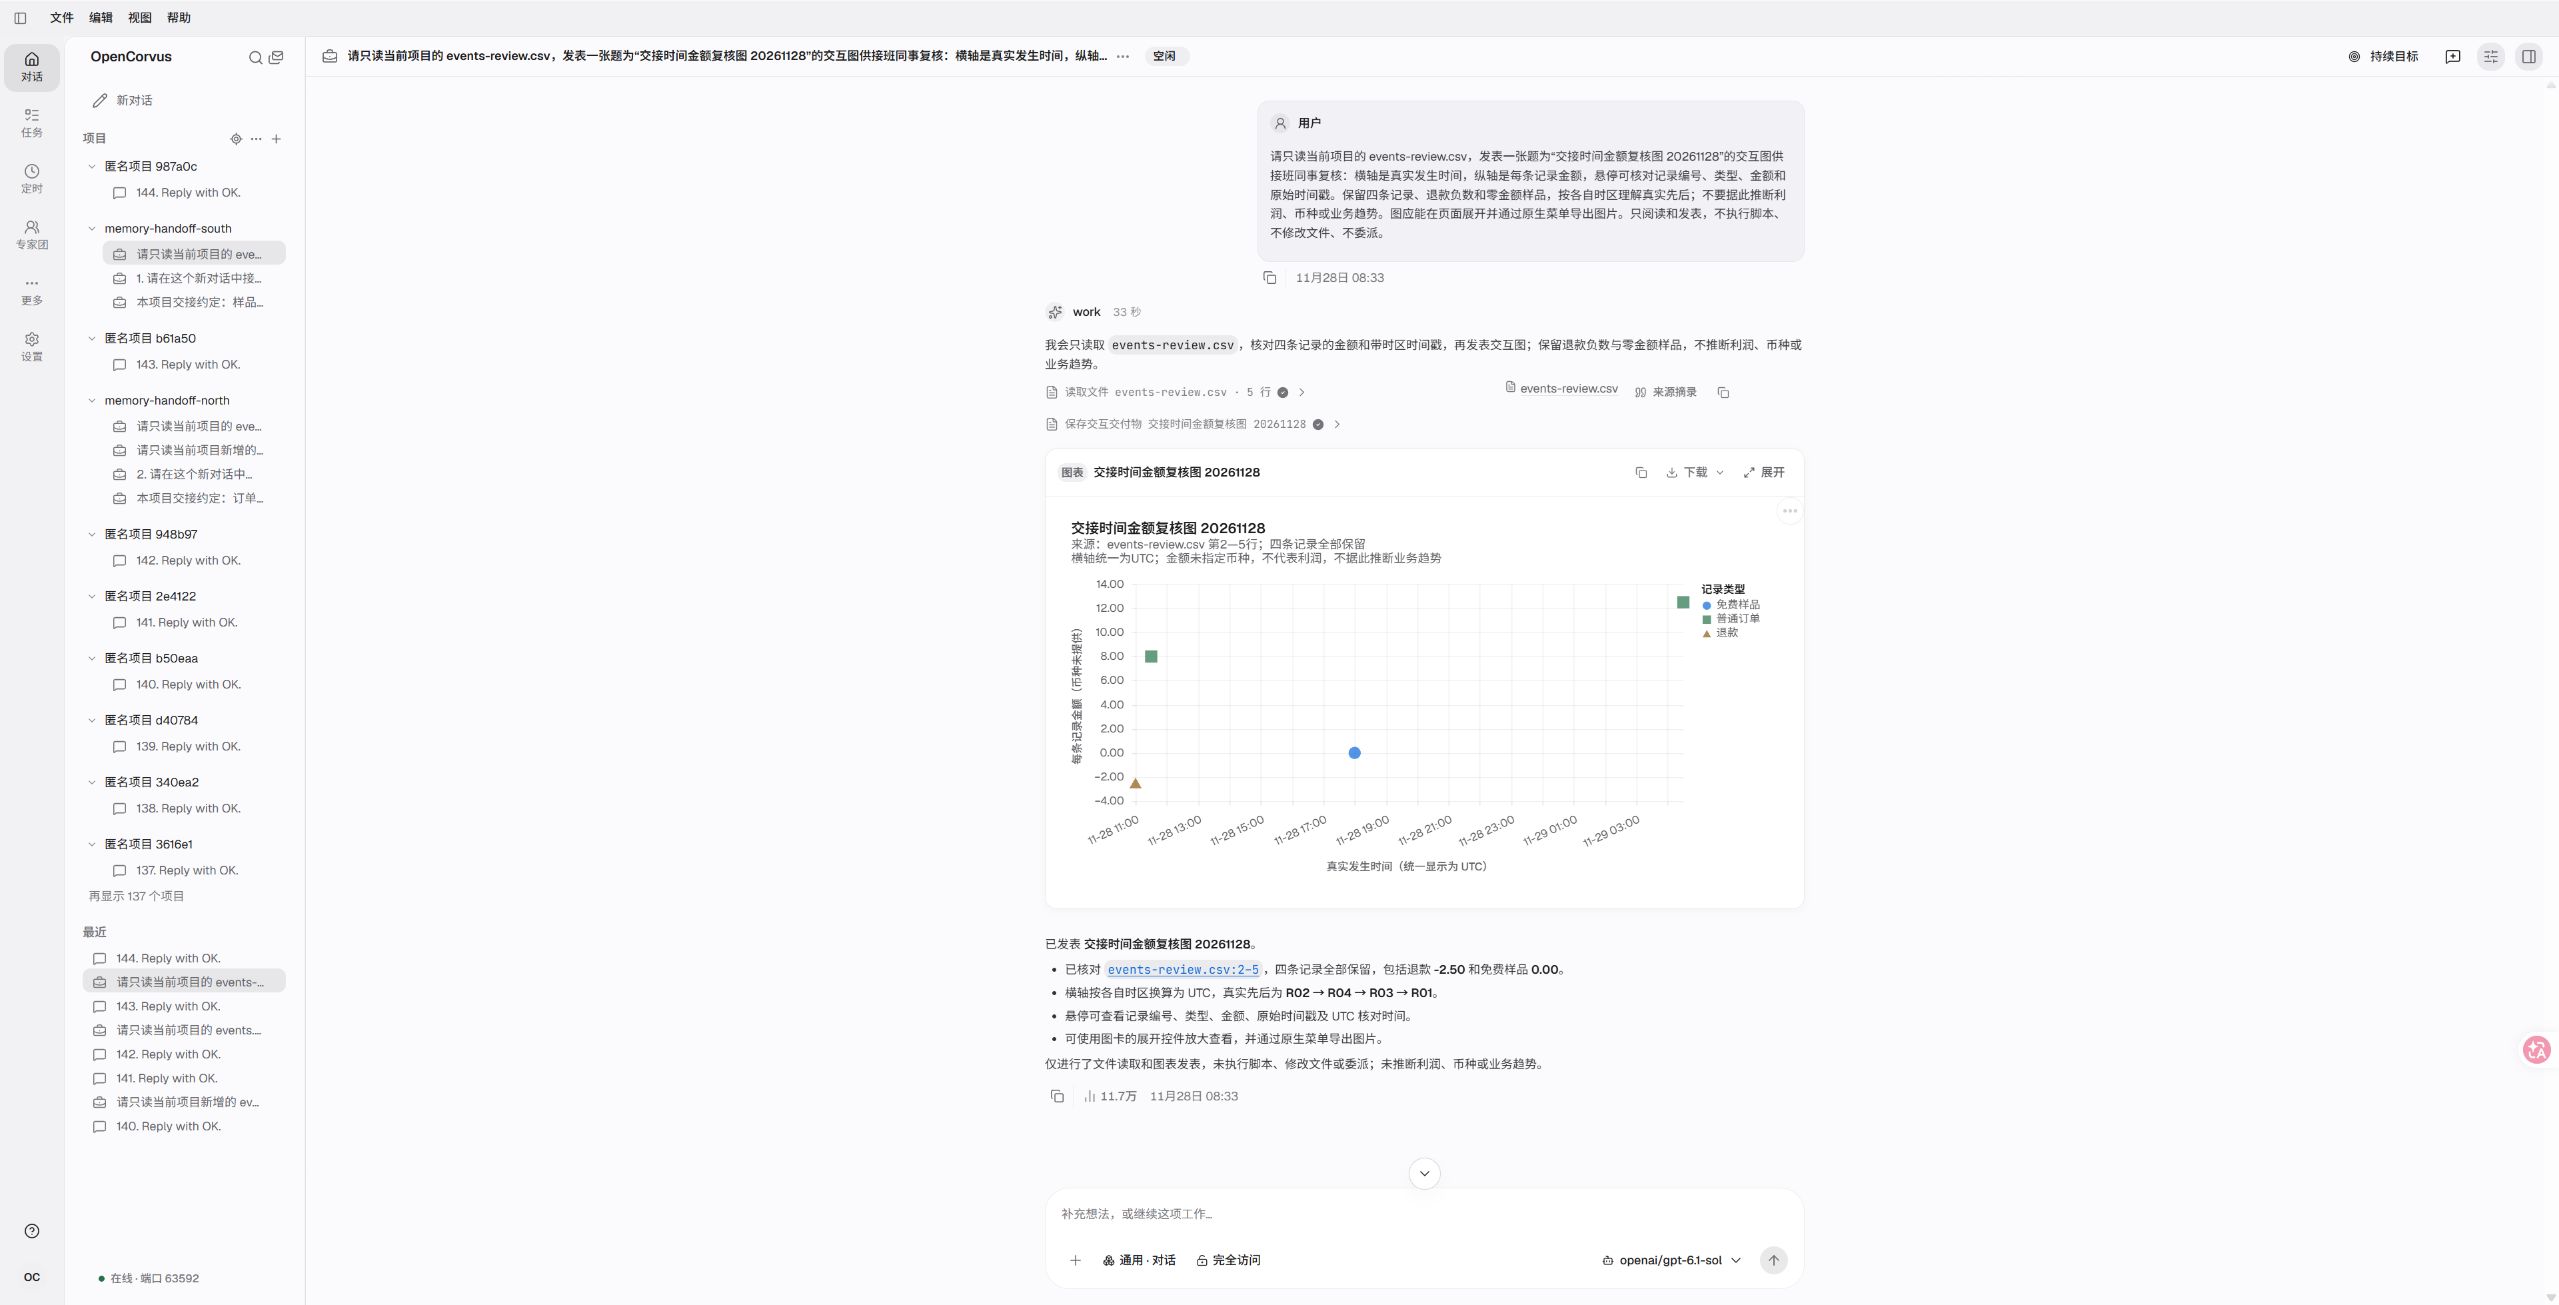 文件 编辑 视图 帮助
对话
任务
定时
专家团
更多
设置
OC
OpenCorvus
新对话
项目
匿名项目 987a0c
144. Reply with OK.
memory-handoff-south
请只读当前项目的 eve...
1. 请在这个新对话中接...
本项目交接约定：样品...
匿名项目 b61a50
143. Reply with OK.
memory-handoff-north
请只读当前项目的 eve...
请只读当前项目新增的...
2. 请在这个新对话中...
本项目交接约定：订单...
匿名项目 948b97
142. Reply with OK.
匿名项目 2e4122
141. Reply with OK.
匿名项目 b50eaa
140. Reply with OK.
匿名项目 d40784
139. Reply with OK.
匿名项目 340ea2
138. Reply with OK.
匿名项目 3616e1
137. Reply with OK.
再显示 137 个项目
最近
144. Reply with OK.
请只读当前项目的 events-...
143. Reply with OK.
请只读当前项目的 events....
142. Reply with OK.
141. Reply with OK.
请只读当前项目新增的 ev...
140. Reply with OK.
在线 · 端口 63592
请只读当前项目的 events-review.csv，发表一张题为“交接时间金额复核图 20261128”的交互图供接班同事复核：横轴是真实发生时间，纵轴... ··· 空闲
持续目标
用户
请只读当前项目的 events-review.csv，发表一张题为“交接时间金额复核图 20261128”的交互图供
接班同事复核：横轴是真实发生时间，纵轴是每条记录金额，悬停可核对记录编号、类型、金额和
原始时间戳。保留四条记录、退款负数和零金额样品，按各自时区理解真实先后；不要据此推断利
润、币种或业务趋势。图应能在页面展开并通过原生菜单导出图片。只阅读和发表，不执行脚本、
不修改文件、不委派。
11月28日 08:33
work 33 秒
我会只读取 events-review.csv，核对四条记录的金额和带时区时间戳，再发表交互图；保留退款负数与零金额样品，不推断利润、币种或
业务趋势。
读取文件 events-review.csv · 5 行
events-review.csv 来源摘录
保存交互交付物 交接时间金额复核图 20261128
图表 交接时间金额复核图 20261128
下载 展开
交接时间金额复核图 20261128
来源：events-review.csv 第2—5行；四条记录全部保留
横轴统一为UTC；金额未指定币种，不代表利润，不据此推断业务趋势
每条记录金额（币种未提供）
14.00
12.00
10.00
8.00
6.00
4.00
2.00
0.00
−2.00
−4.00
11-28 11:00
11-28 13:00
11-28 15:00
11-28 17:00
11-28 19:00
11-28 21:00
11-28 23:00
11-29 01:00
11-29 03:00
真实发生时间（统一显示为 UTC）
记录类型
免费样品
普通订单
退款
已发表 交接时间金额复核图 20261128。
• 已核对 events-review.csv:2-5，四条记录全部保留，包括退款 -2.50 和免费样品 0.00。
• 横轴按各自时区换算为 UTC，真实先后为 R02 → R04 → R03 → R01。
• 悬停可查看记录编号、类型、金额、原始时间戳及 UTC 核对时间。
• 可使用图卡的展开控件放大查看，并通过原生菜单导出图片。
仅进行了文件读取和图表发表，未执行脚本、修改文件或委派；未推断利润、币种或业务趋势。
11.7万 11月28日 08:33
补充想法，或继续这项工作...
通用 · 对话 完全访问
openai/gpt-6.1-sol